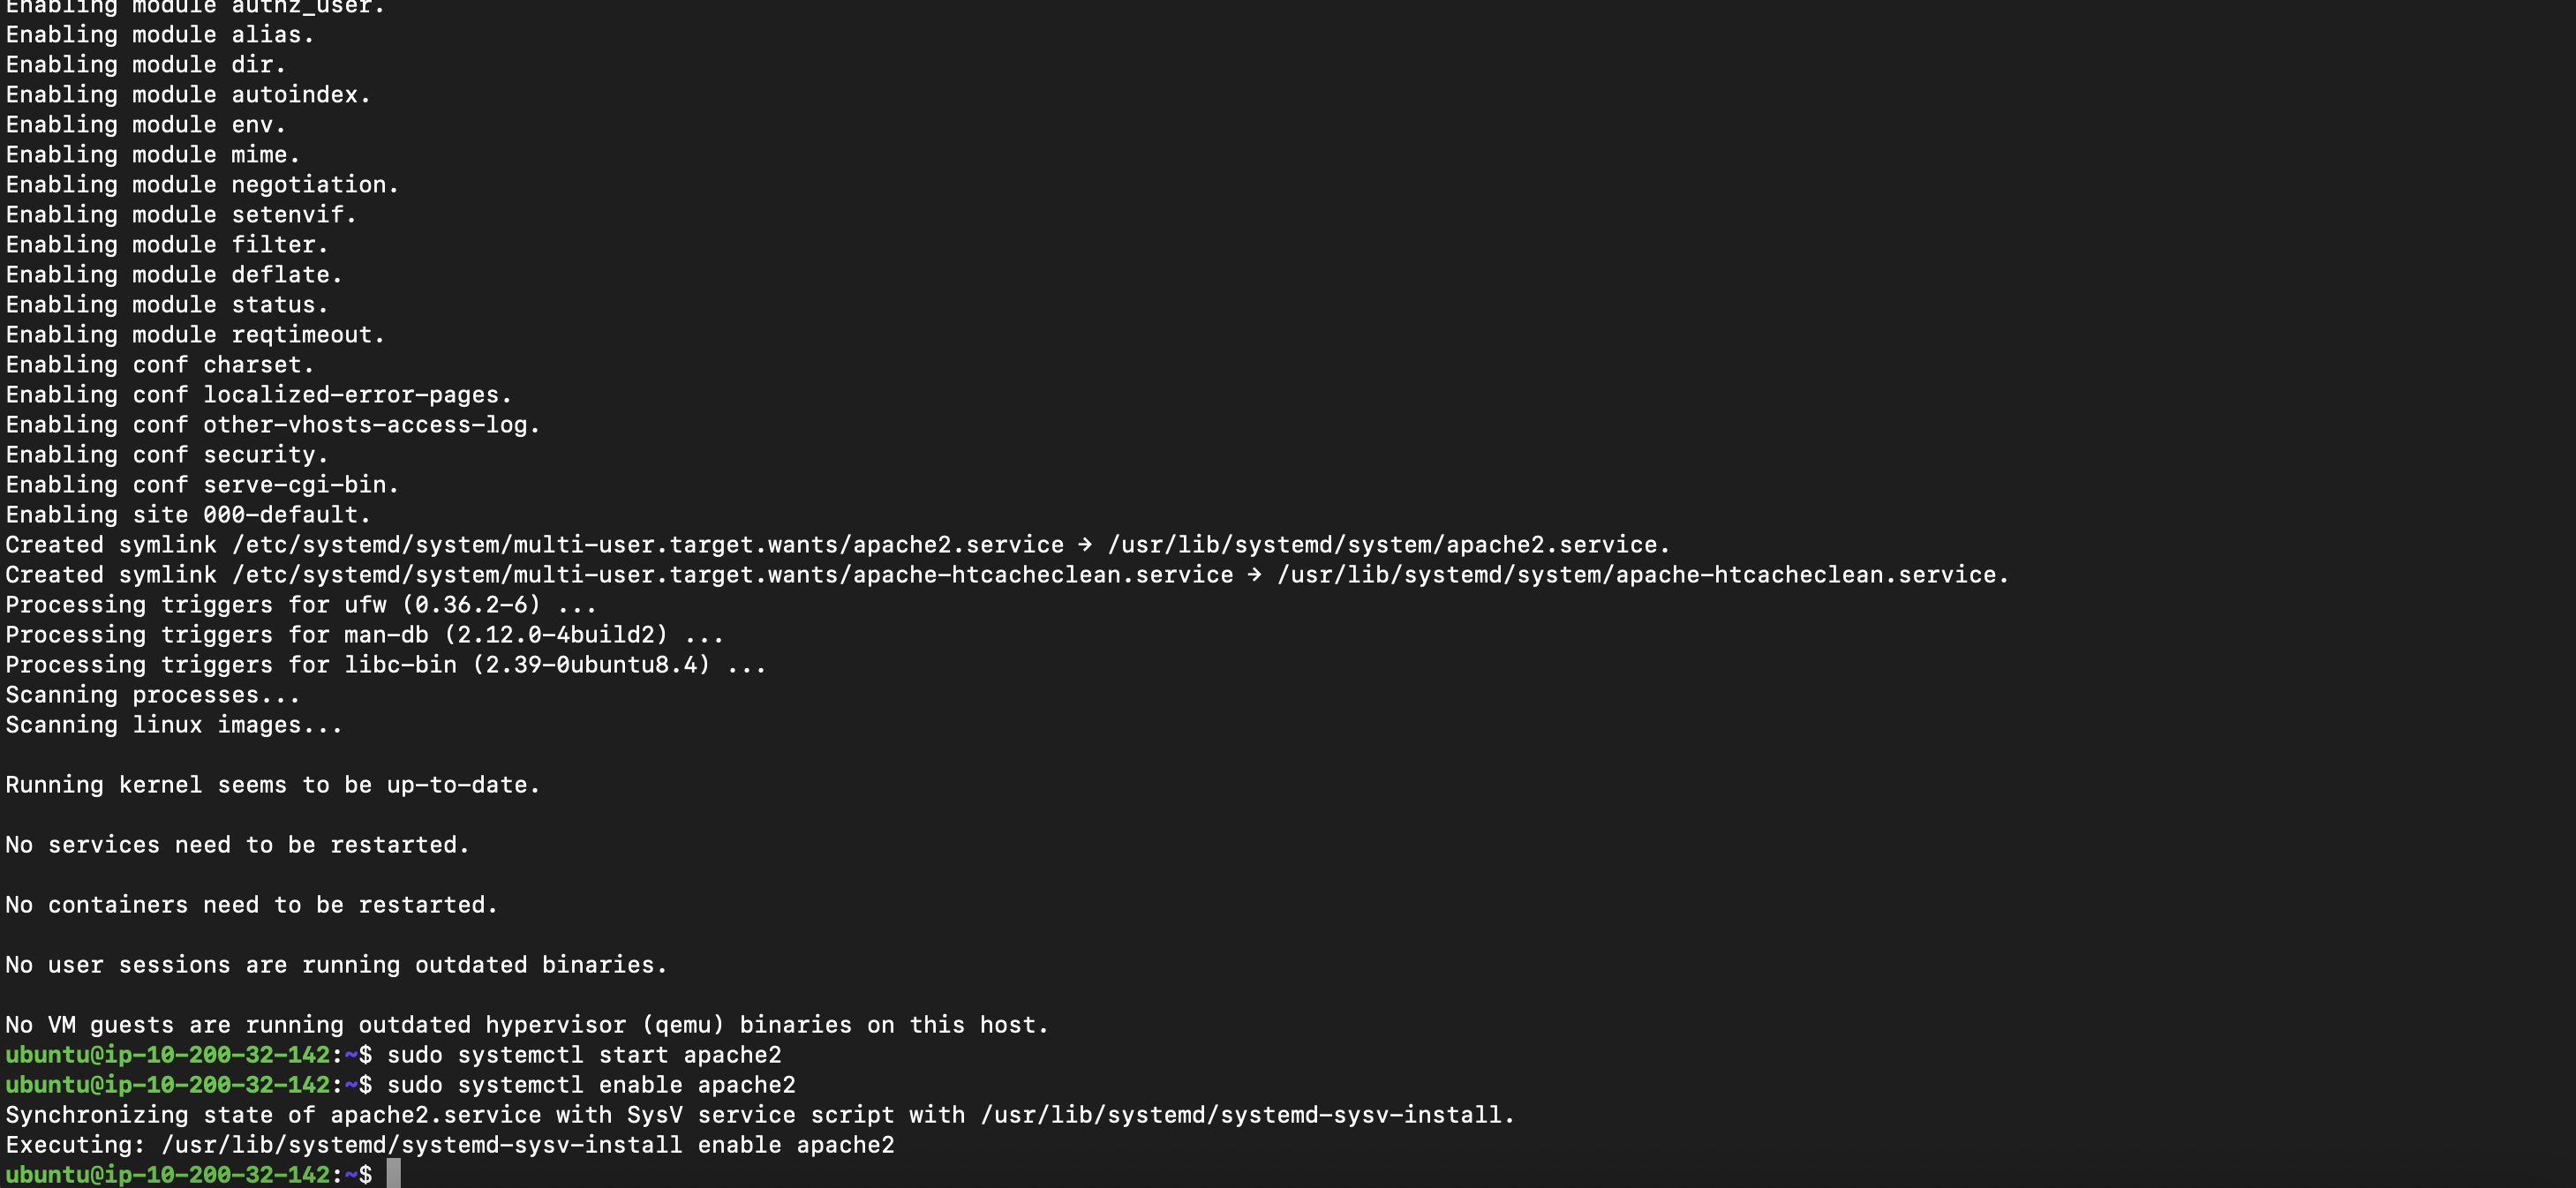 Enabling module authz_user.
Enabling module alias.
Enabling module dir.
Enabling module autoindex.
Enabling module env.
Enabling module mime.
Enabling module negotiation.
Enabling module setenvif.
Enabling module filter.
Enabling module deflate.
Enabling module status.
Enabling module reqtimeout.
Enabling conf charset.
Enabling conf localized-error-pages.
Enabling conf other-vhosts-access-log.
Enabling conf security.
Enabling conf serve-cgi-bin.
Enabling site 000-default.
Created symlink /etc/systemd/system/multi-user.target.wants/apache2.service → /usr/lib/systemd/system/apache2.service.
Created symlink /etc/systemd/system/multi-user.target.wants/apache-htcacheclean.service → /usr/lib/systemd/system/apache-htcacheclean.service.
Processing triggers for ufw (0.36.2-6) ...
Processing triggers for man-db (2.12.0-4build2) ...
Processing triggers for libc-bin (2.39-0ubuntu8.4) ...
Scanning processes...
Scanning linux images...
Running kernel seems to be up-to-date.
No services need to be restarted.
No containers need to be restarted.
No user sessions are running outdated binaries.
No VM guests are running outdated hypervisor (qemu) binaries on this host.
ubuntu@ip-10-200-32-142:~$ sudo systemctl start apache2
ubuntu@ip-10-200-32-142:~$ sudo systemctl enable apache2
Synchronizing state of apache2.service with SysV service script with /usr/lib/systemd/systemd-sysv-install.
Executing: /usr/lib/systemd/systemd-sysv-install enable apache2
ubuntu@ip-10-200-32-142:~$